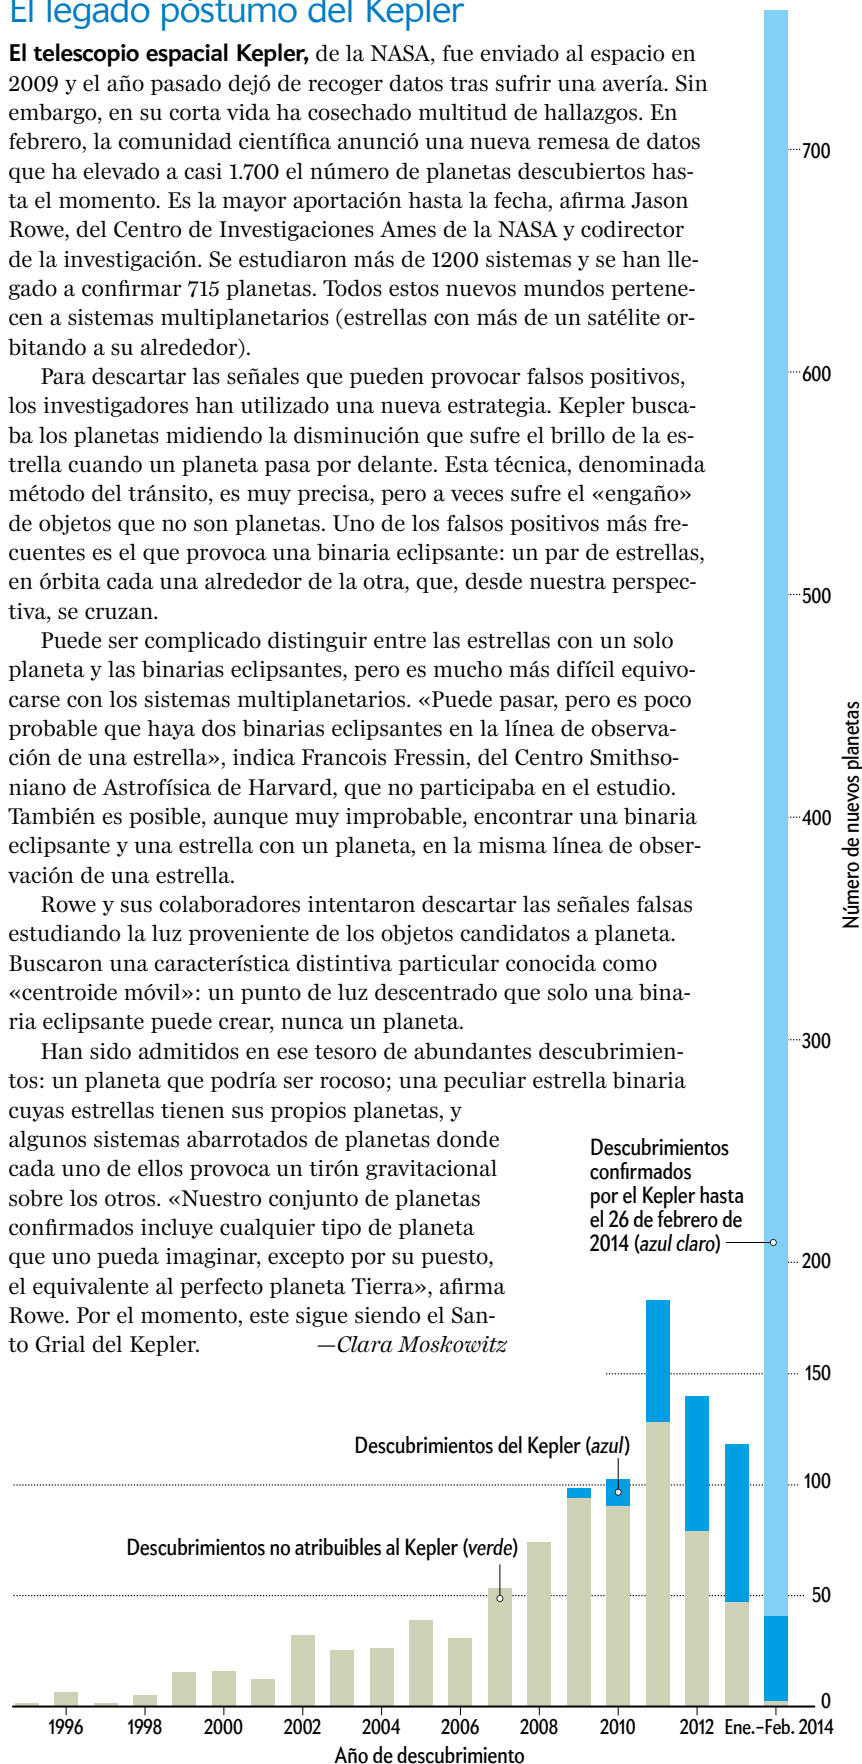 El legado póstumo del Kepler
El telescopio espacial Kepler, de la NASA, fue enviado al espacio en
2009 y el año pasado dejó de recoger datos tras sufrir una avería. Sin
embargo, en su corta vida ha cosechado multitud de hallazgos. En
febrero, la comunidad científica anunció una nueva remesa de datos
que ha elevado a casi 1.700 el número de planetas descubiertos has-
ta el momento. Es la mayor aportación hasta la fecha, afirma Jason
Rowe, del Centro de Investigaciones Ames de la NASA y codirector
de la investigación. Se estudiaron más de 1200 sistemas y se han lle-
gado a confirmar 715 planetas. Todos estos nuevos mundos pertene-
cen a sistemas multiplanetarios (estrellas con más de un satélite or-
bitando a su alrededor).
Para descartar las señales que pueden provocar falsos positivos,
los investigadores han utilizado una nueva estrategia. Kepler busca-
ba los planetas midiendo la disminución que sufre el brillo de la es-
trella cuando un planeta pasa por delante. Esta técnica, denominada
método del tránsito, es muy precisa, pero a veces sufre el «engaño»
de objetos que no son planetas. Uno de los falsos positivos más fre-
cuentes es el que provoca una binaria eclipsante: un par de estrellas,
en órbita cada una alrededor de la otra, que, desde nuestra perspec-
tiva, se cruzan.
Puede ser complicado distinguir entre las estrellas con un solo
planeta y las binarias eclipsantes, pero es mucho más difícil equivo-
carse con los sistemas multiplanetarios. «Puede pasar, pero es poco
probable que haya dos binarias eclipsantes en la línea de observa-
ción de una estrella», indica Francois Fressin, del Centro Smithso-
niano de Astrofísica de Harvard, que no participaba en el estudio.
También es posible, aunque muy improbable, encontrar una binaria
eclipsante y una estrella con un planeta, en la misma línea de obser-
vación de una estrella.
Rowe y sus colaboradores intentaron descartar las señales falsas
estudiando la luz proveniente de los objetos candidatos a planeta.
Buscaron una característica distintiva particular conocida como
«centroide móvil»: un punto de luz descentrado que solo una bina-
ria eclipsante puede crear, nunca un planeta.
Han sido admitidos en ese tesoro de abundantes descubrimien-
tos: un planeta que podría ser rocoso; una peculiar estrella binaria
cuyas estrellas tienen sus propios planetas, y
algunos sistemas abarrotados de planetas donde
cada uno de ellos provoca un tirón gravitacional
sobre los otros. «Nuestro conjunto de planetas
confirmados incluye cualquier tipo de planeta
que uno pueda imaginar, excepto por su puesto,
el equivalente al perfecto planeta Tierra», afirma
Rowe. Por el momento, este sigue siendo el San-
to Grial del Kepler. —Clara Moskowitz
700
600
500
400
300
200
150
100
50
0
Número de nuevos planetas
Descubrimientos
confirmados
por el Kepler hasta
el 26 de febrero de
2014 (azul claro)
Descubrimientos del Kepler (azul)
Descubrimientos no atribuibles al Kepler (verde)
1996 1998 2000 2002 2004 2006 2008 2010 2012 Ene.–Feb. 2014
Año de descubrimiento